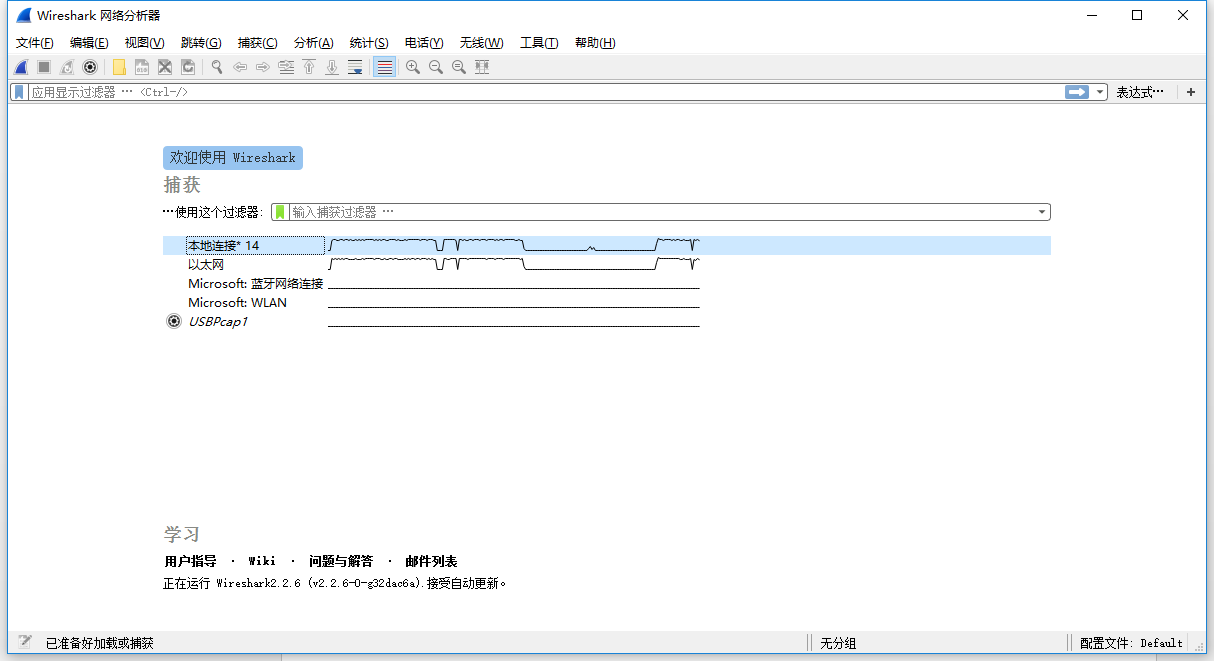 Wireshark 网络分析器
文件(F) 编辑(E) 视图(V) 跳转(G) 捕获(C) 分析(A) 统计(S) 电话(Y) 无线(W) 工具(T) 帮助(H)
应用显示过滤器 … <Ctrl-/> 表达式… +
欢迎使用 Wireshark
捕获
…使用这个过滤器: 输入捕获过滤器 …
本地连接* 14
以太网
Microsoft: 蓝牙网络连接
Microsoft: WLAN
USBPcap1
学习
用户指导 · Wiki · 问题与解答 · 邮件列表
正在运行 Wireshark2.2.6 (v2.2.6-0-g32dac6a).接受自动更新。
已准备好加载或捕获 无分组 配置文件: Default